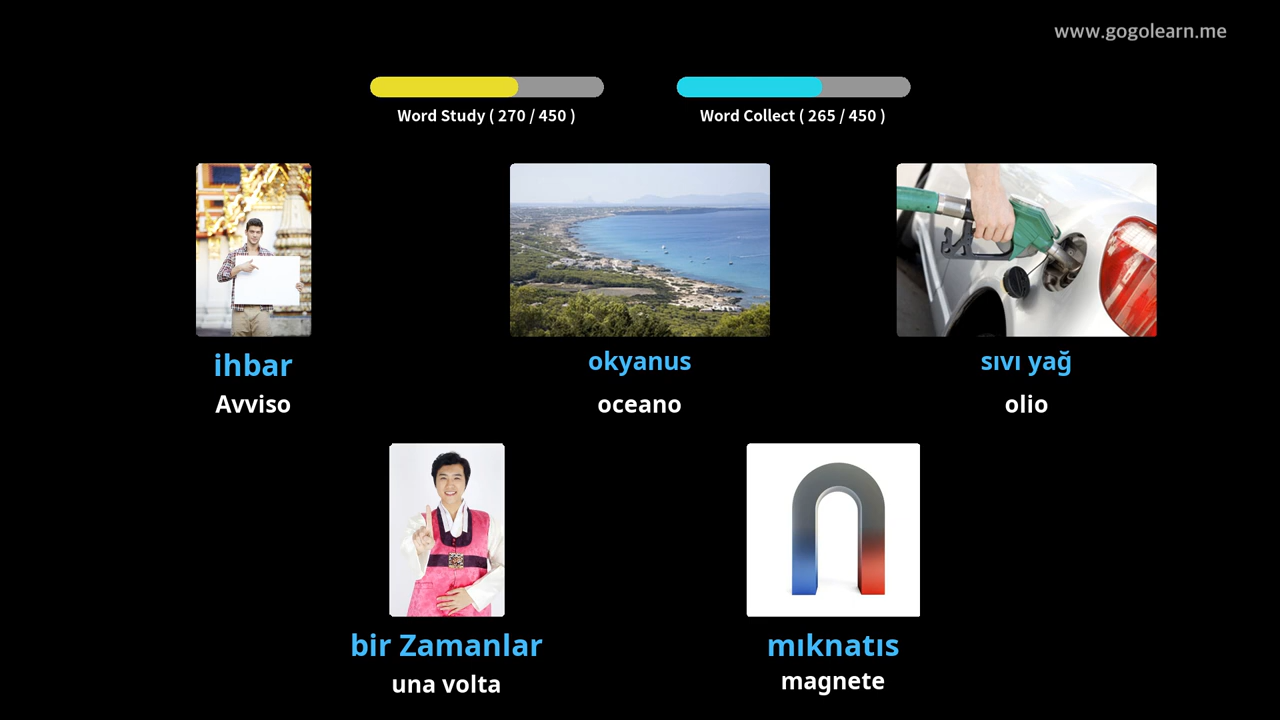 www.gogolearn.me
Word Study ( 270 / 450 )
Word Collect ( 265 / 450 )
ihbar
Avviso
okyanus
oceano
sıvı yağ
olio
bir Zamanlar
una volta
mıknatıs
magnete